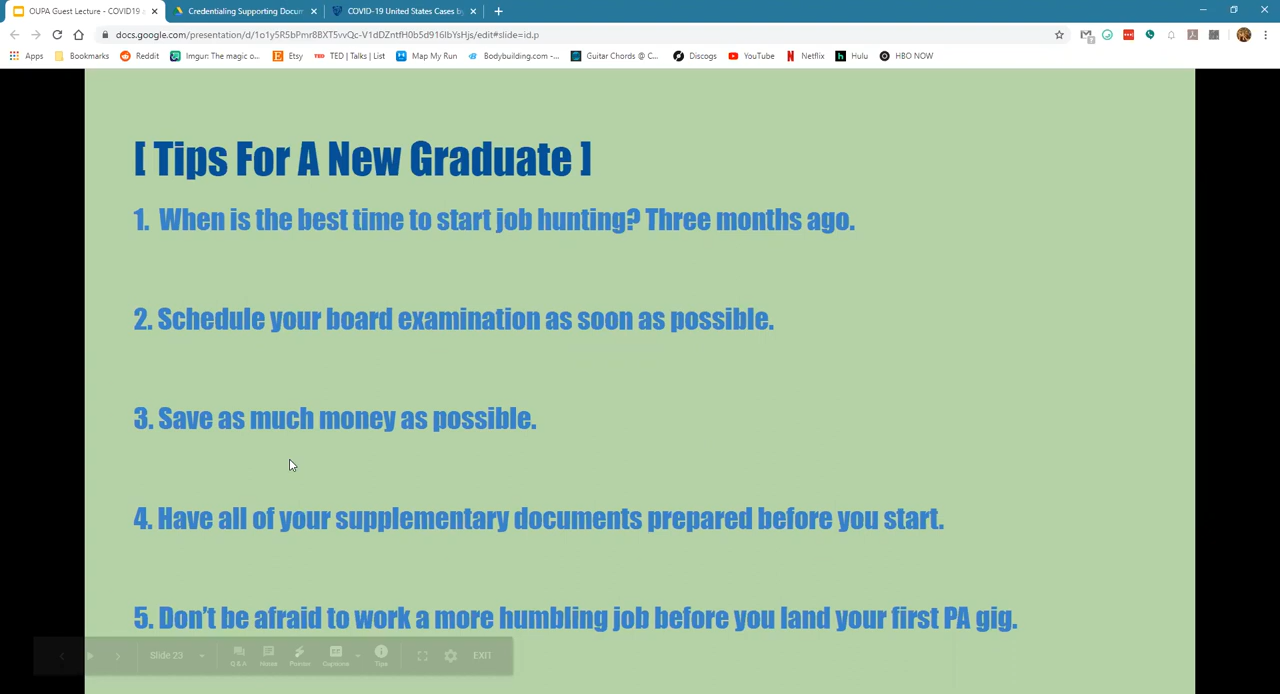 OUPA Guest Lecture - COVID19
Credentialing Supporting Docum
COVID-19 United States Cases b
docs.google.com/presentation/d/1o1y5R5bPmr8BXT5vvQc-V1dDZntfH0b5d916lbYsHjs/edit#slide=id.p
Apps Bookmarks Reddit Imgur: The magic o... Etsy TED | Talks | List Map My Run Bodybuilding.com -... Guitar Chords @ C... Discogs YouTube Netflix Hulu HBO NOW
[ Tips For A New Graduate ]
1. When is the best time to start job hunting? Three months ago.
2. Schedule your board examination as soon as possible.
3. Save as much money as possible.
4. Have all of your supplementary documents prepared before you start.
5. Don't be afraid to work a more humbling job before you land your first PA gig.
Slide 23 Q&A Notes Pointer Captions Tips EXIT